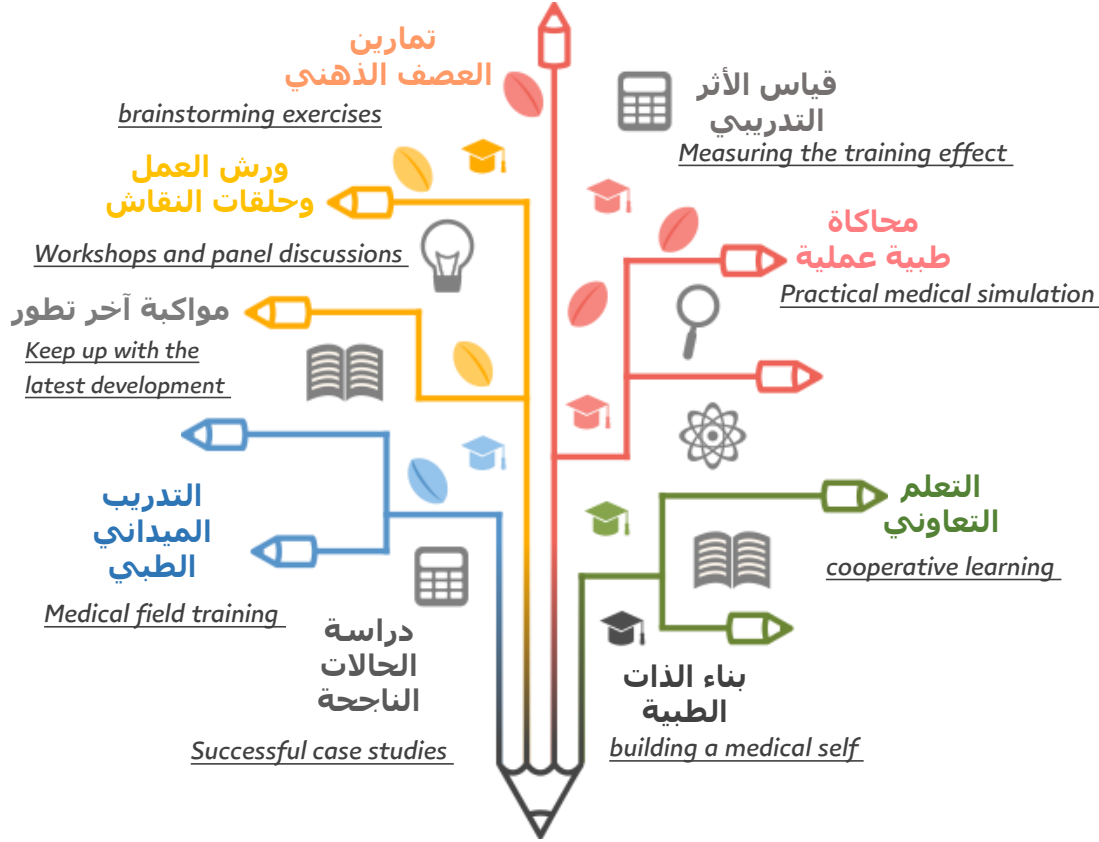 تمارين
العصف الذهني
brainstorming exercises
قياس الأثر
التدريبي
Measuring the training effect
ورش العمل
وحلقات النقاش
Workshops and panel discussions
محاكاة
طبية عملية
Practical medical simulation
مواكبة آخر تطور
Keep up with the
latest development
التدريب
الميداني
الطبي
Medical field training
التعلم
التعاوني
cooperative learning
دراسة
الحالات
الناجحة
Successful case studies
بناء الذات
الطبية
building a medical self